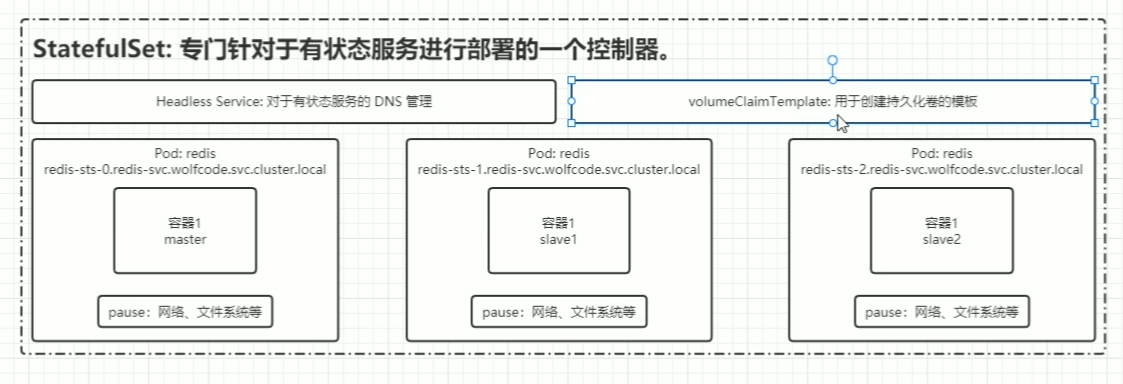 StatefulSet: 专门针对于有状态服务进行部署的一个控制器。
Headless Service: 对于有状态服务的 DNS 管理
volumeClaimTemplate: 用于创建持久化卷的模板
Pod: redis
redis-sts-0.redis-svc.wolfcode.svc.cluster.local
容器1
master
pause：网络、文件系统等
Pod: redis
redis-sts-1.redis-svc.wolfcode.svc.cluster.local
容器1
slave1
pause：网络、文件系统等
Pod: redis
redis-sts-2.redis-svc.wolfcode.svc.cluster.local
容器1
slave2
pause：网络、文件系统等